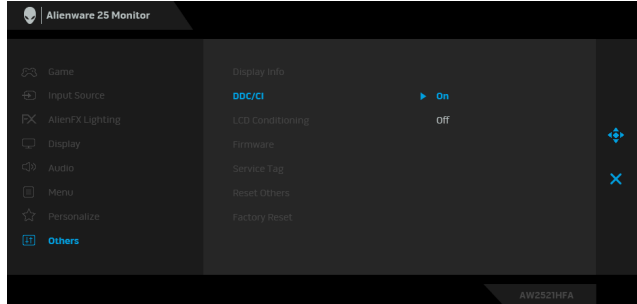 Alienware 25 Monitor
Game
Input Source
AlienFX Lighting
Display
Audio
Menu
Personalize
Others
Display Info
DDC/CI
LCD Conditioning
Firmware
Service Tag
Reset Others
Factory Reset
On
Off
AW2521HFA